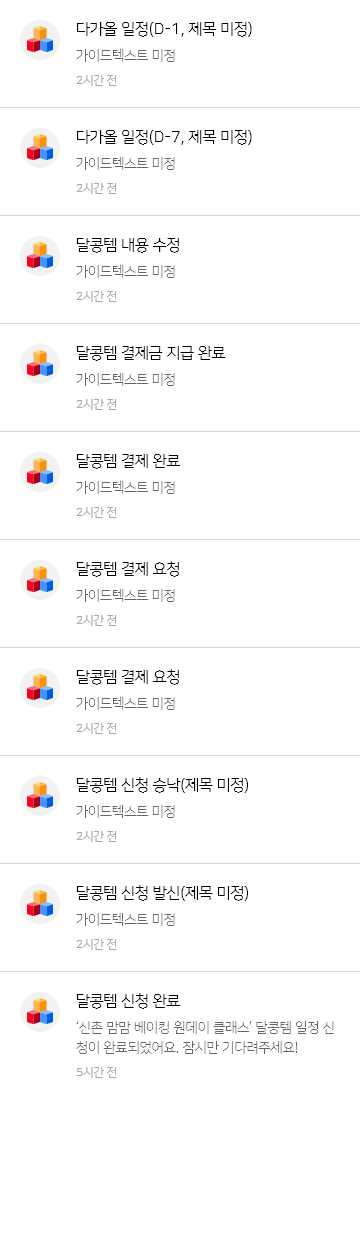 다가올 일정(D-1, 제목 미정)
가이드텍스트 미정
2시간 전
다가올 일정(D-7, 제목 미정)
가이드텍스트 미정
2시간 전
달콩템 내용 수정
가이드텍스트 미정
2시간 전
달콩템 결제금 지급 완료
가이드텍스트 미정
2시간 전
달콩템 결제 완료
가이드텍스트 미정
2시간 전
달콩템 결제 요청
가이드텍스트 미정
2시간 전
달콩템 결제 요청
가이드텍스트 미정
2시간 전
달콩템 신청 승낙(제목 미정)
가이드텍스트 미정
2시간 전
달콩템 신청 발신(제목 미정)
가이드텍스트 미정
2시간 전
달콩템 신청 완료
‘신촌 맘맘 베이킹 원데이 클래스’ 달콩템 일정 신
청이 완료되었어요. 잠시만 기다려주세요!
5시간 전